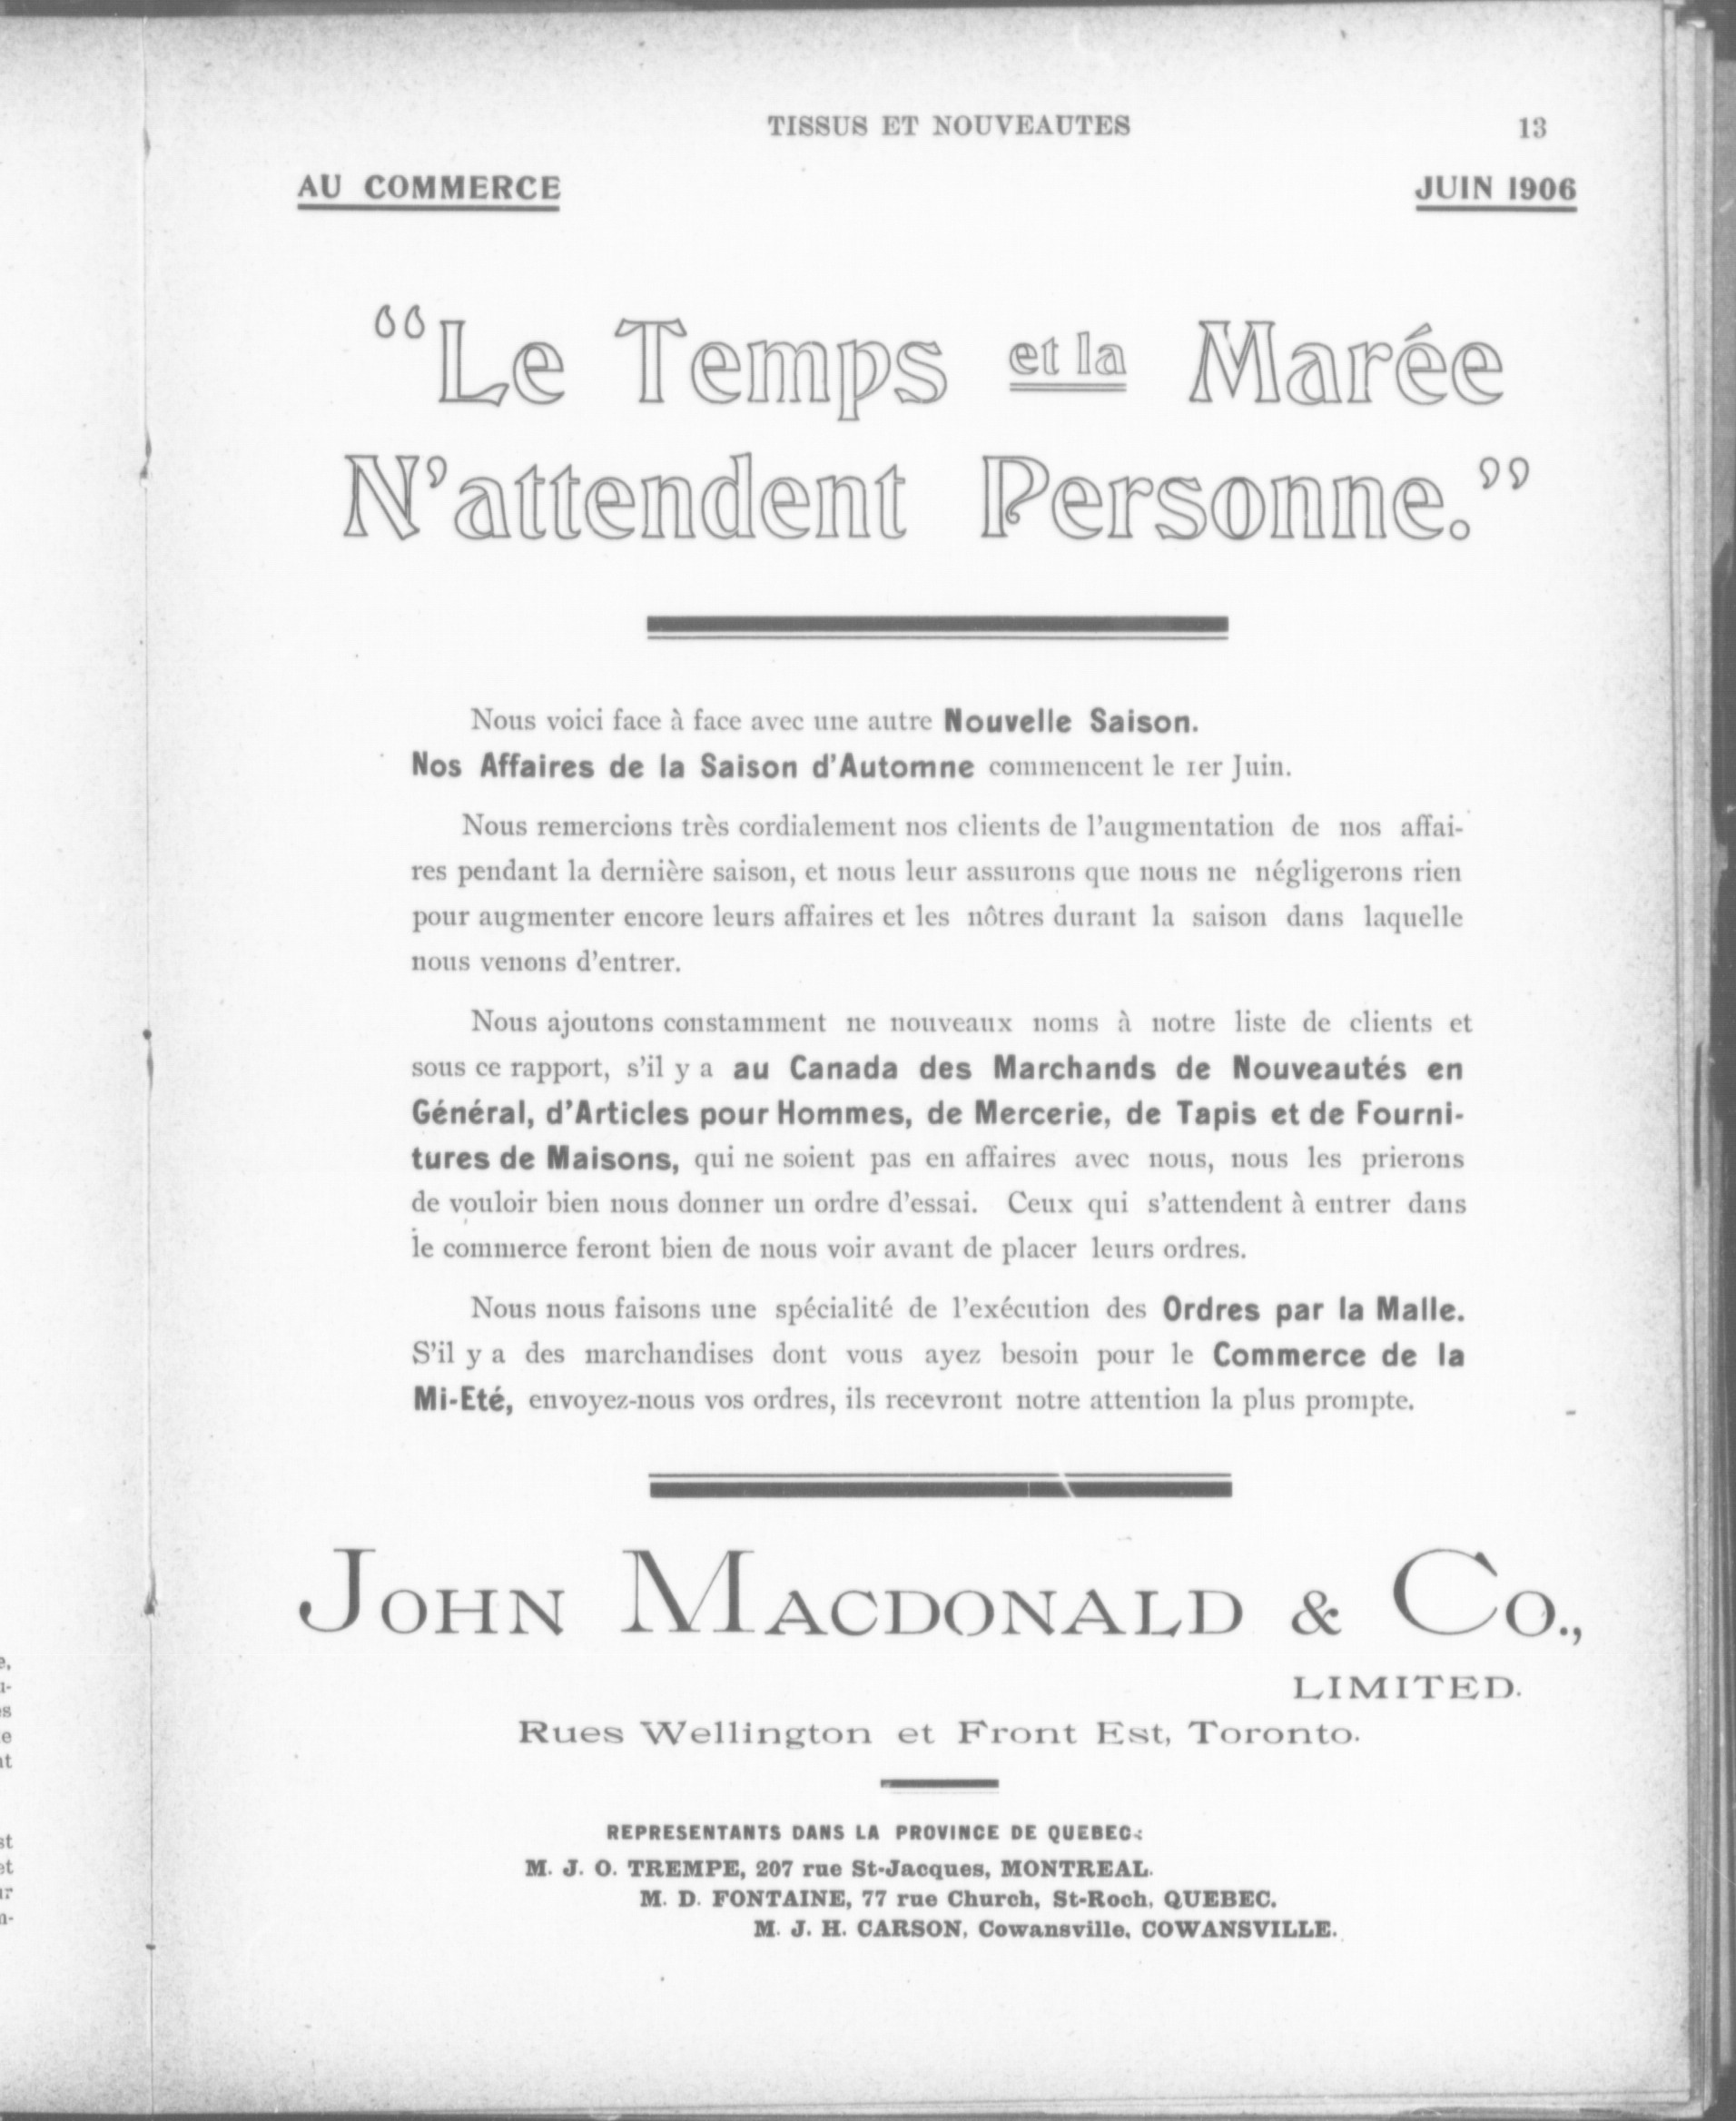 TISSUS ET NOUVEAUTES 13
AU COMMERCE JUIN 1906
“Le Temps et la Marée
N’attendent Personne.”
Nous voici face à face avec une autre Nouvelle Saison.
Nos Affaires de la Saison d’Automne commencent le 1er Juin.
Nous remercions très cordialement nos clients de l’augmentation de nos affai-
res pendant la dernière saison, et nous leur assurons que nous ne négligerons rien
pour augmenter encore leurs affaires et les nôtres durant la saison dans laquelle
nous venons d’entrer.
Nous ajoutons constamment ne nouveaux noms à notre liste de clients et
sous ce rapport, s’il y a au Canada des Marchands de Nouveautés en
Général, d’Articles pour Hommes, de Mercerie, de Tapis et de Fourni-
tures de Maisons, qui ne soient pas en affaires avec nous, nous les prierons
de vouloir bien nous donner un ordre d’essai. Ceux qui s’attendent à entrer dans
le commerce feront bien de nous voir avant de placer leurs ordres.
Nous nous faisons une spécialité de l’exécution des Ordres par la Malle.
S’il y a des marchandises dont vous ayez besoin pour le Commerce de la
Mi-Eté, envoyez-nous vos ordres, ils recevront notre attention la plus prompte.
JOHN MACDONALD & CO.,
LIMITED.
Rues Wellington et Front Est, Toronto.
REPRESENTANTS DANS LA PROVINCE DE QUEBEC:
M. J. O. TREMPE, 207 rue St-Jacques, MONTREAL.
M. D. FONTAINE, 77 rue Church, St-Roch, QUEBEC.
M. J. H. CARSON, Cowansville, COWANSVILLE.